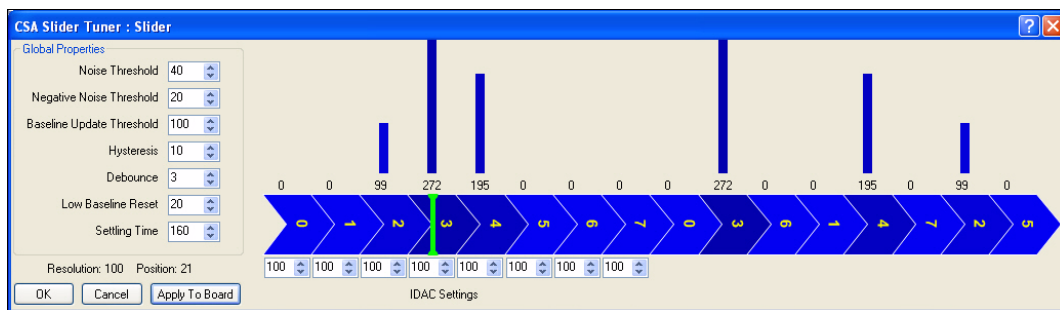 CSA Slider Tuner : Slider
Global Properties
Noise Threshold 40
Negative Noise Threshold 20
Baseline Update Threshold 100
Hysteresis 10
Debounce 3
Low Baseline Reset 20
Settling Time 160
Resolution: 100 Position: 21
OK Cancel Apply To Board
0 0 99 272 195 0 0 0 0 272 0 0 195 0 99 0
0 1 2 3 4 5 6 7 0 3 6 1 4 7 2 5
100 100 100 100 100 100 100 100
IDAC Settings